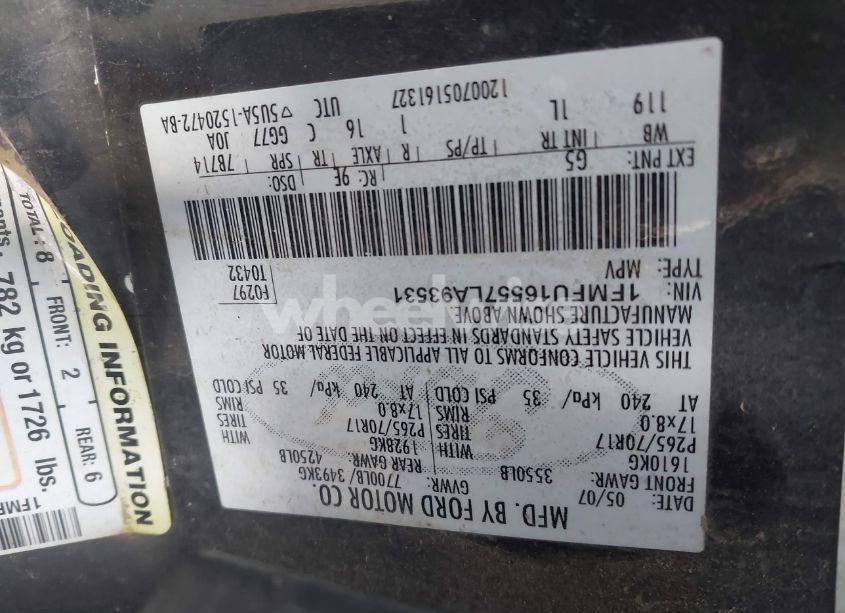 MFD. BY FORD MOTOR CO.
DATE: 05/07 GVWR: 7700LB/ 3493KG
FRONT GAWR: 3550LB REAR GAWR: 4250LB
1610KG 1928KG
P265/70R17 TIRES WITH P265/70R17 TIRES WITH
17x8.0 RIMS 17x8.0 RIMS
AT 240 kPa/ 35 PSI COLD AT 240 kPa/ 35 PSI COLD
THIS VEHICLE CONFORMS TO ALL APPLICABLE FEDERAL MOTOR
VEHICLE SAFETY STANDARDS IN EFFECT ON THE DATE OF
MANUFACTURE SHOWN ABOVE.
VIN: 1FMFU16557LA93531 F0297
TYPE: MPV T0432
EXT PNT: G5 RC: 9E DSO:
WB INT TR TP/PS R AXLE TR SPR 7B714
119 1L 1 16 C GG77 J0A
UTC ▽5U5A-1520472-BA
1200705161327
LOADING INFORMATION
TOTAL: 8 FRONT: 2 REAR: 6
782 kg or 1726 lbs.
1FMF